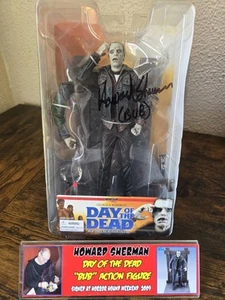 Howard Sherman
(BUB)
DAY OF THE
DEAD
HOWARD SHERMAN
DAY OF THE DEAD
"BUB" ACTION FIGURE
SIGNED AT HORROR HOUND WEEKEND 2009